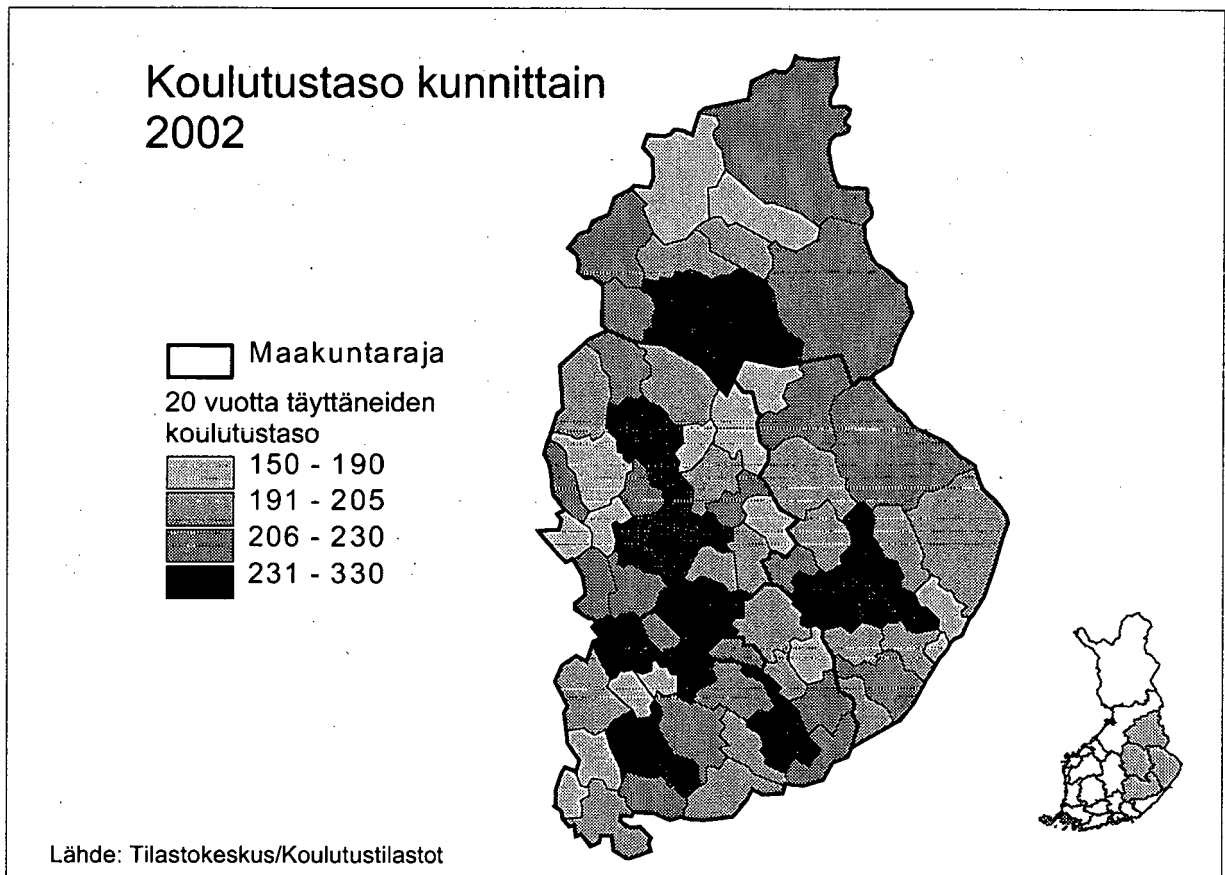 Koulutustaso kunnittain
2002
Maakuntaraja
20 vuotta täyttäneiden
koulutustaso
150 - 190
191 - 205
206 - 230
231 - 330
Lähde: Tilastokeskus/Koulutustilastot